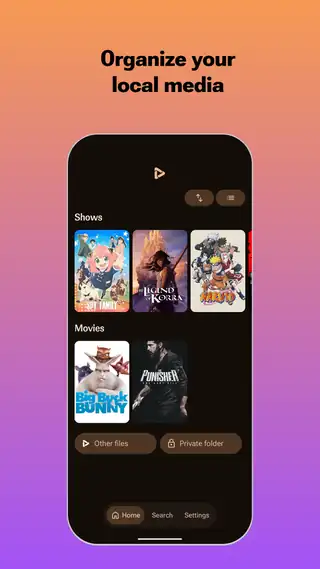 Organize your
local media
Shows
SPY FAMILY
THE
LEGEND
OF
KORRA
NARUTO
Movies
Big Buck
BUNNY
THE
PUNISHER
Other files
Private folder
Home
Search
Settings